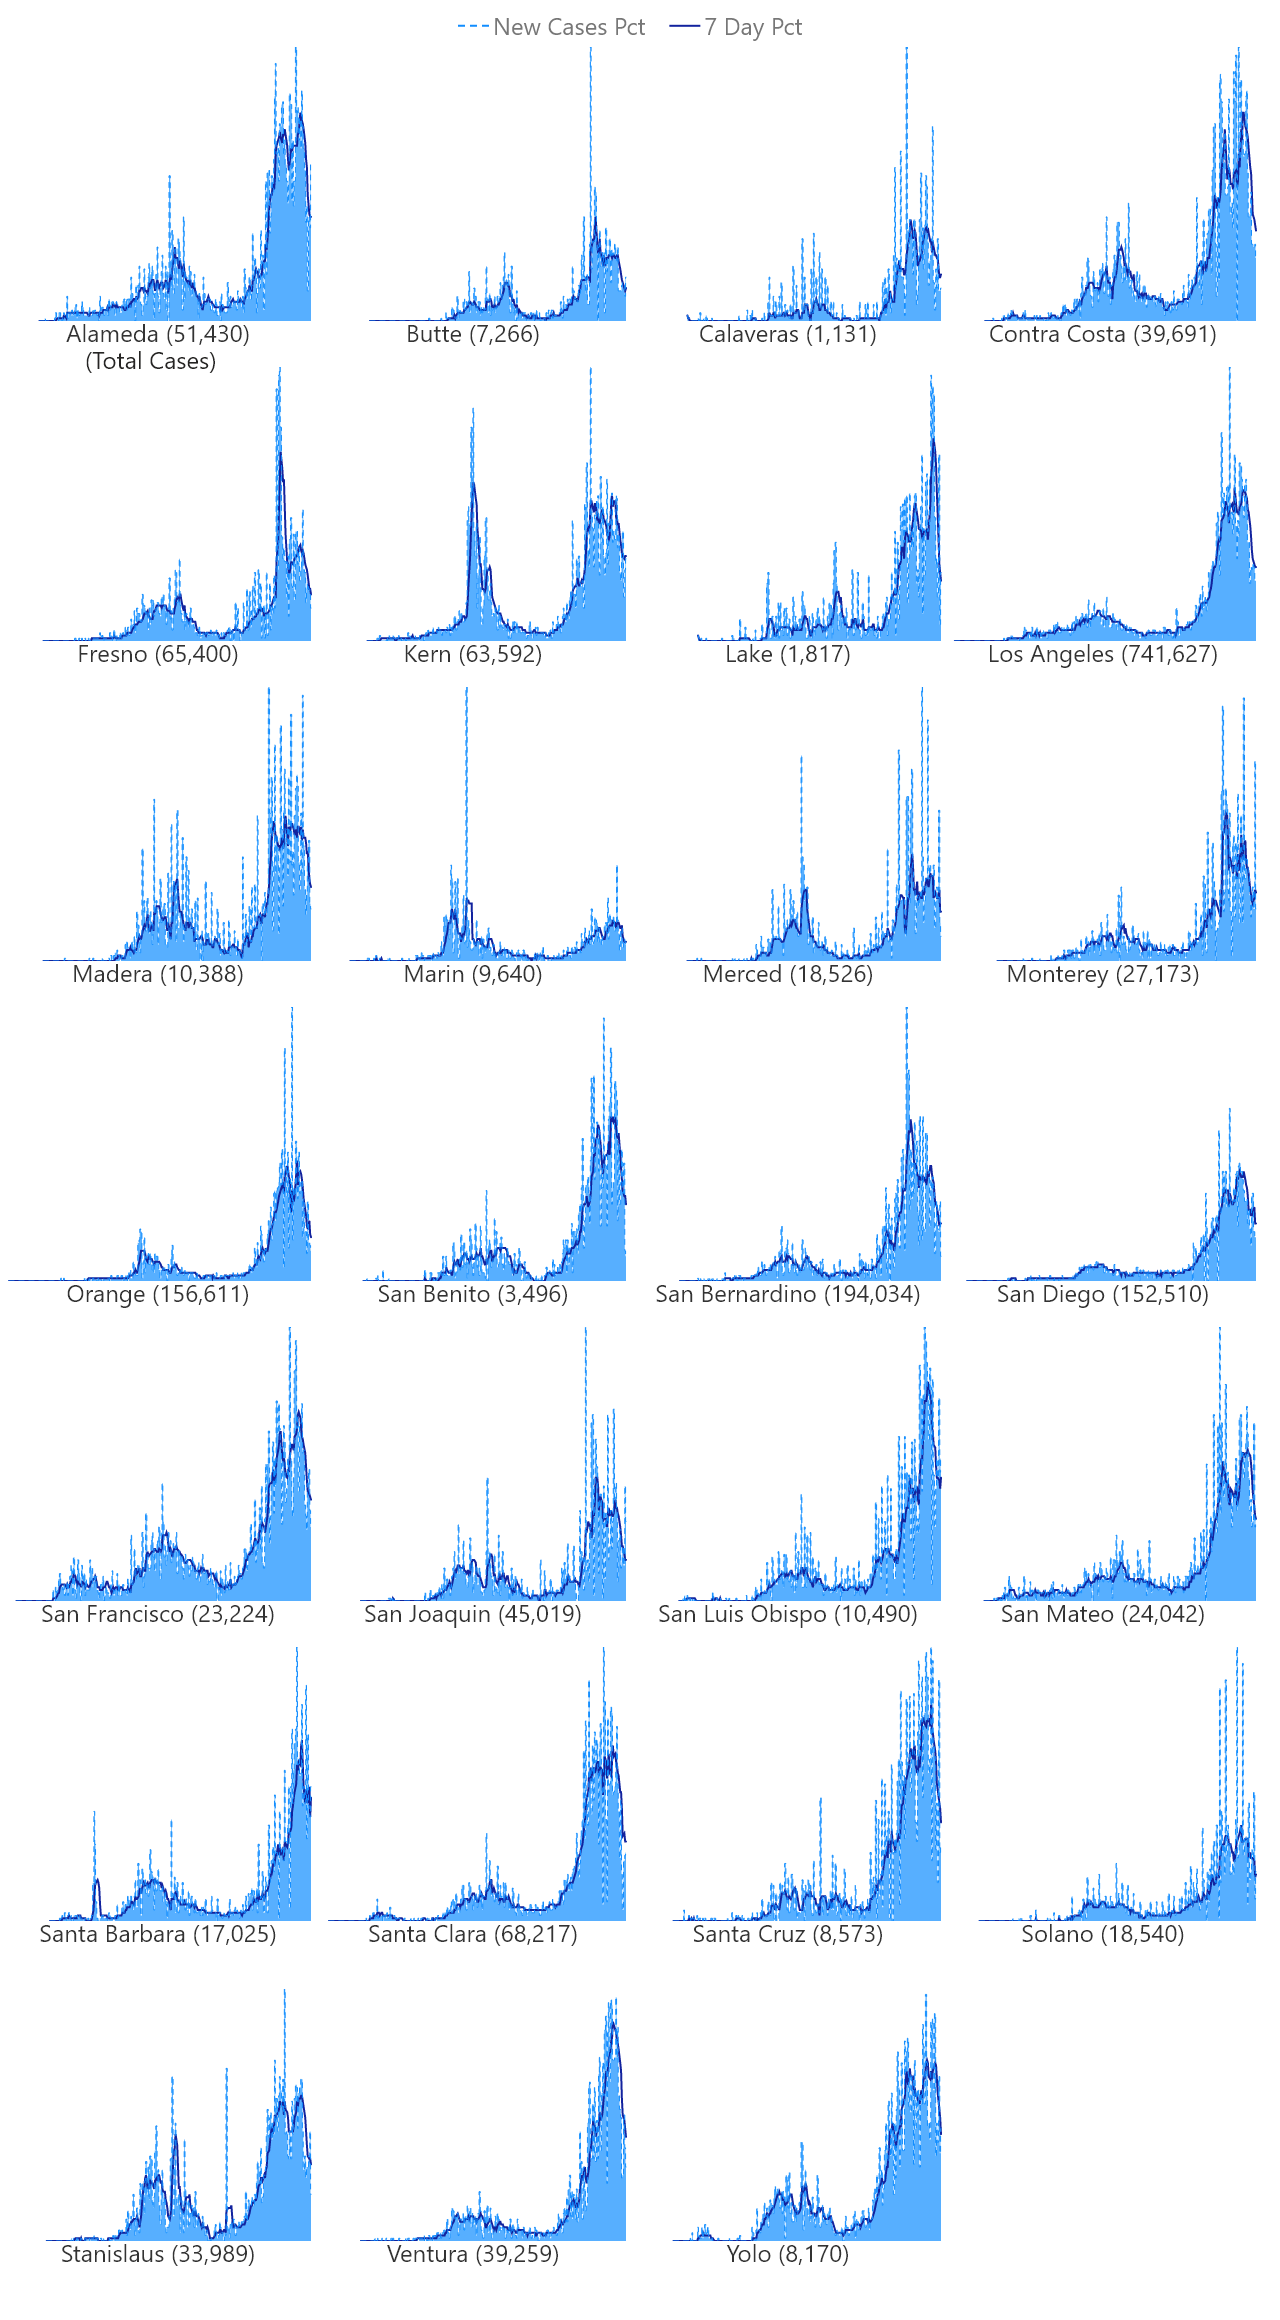 New Cases Pct 7 Day Pct
Alameda (51,430)
(Total Cases)
Butte (7,266)
Calaveras (1,131)
Contra Costa (39,691)
Fresno (65,400)
Kern (63,592)
Lake (1,817)
Los Angeles (741,627)
Madera (10,388)
Marin (9,640)
Merced (18,526)
Monterey (27,173)
Orange (156,611)
San Benito (3,496)
San Bernardino (194,034)
San Diego (152,510)
San Francisco (23,224)
San Joaquin (45,019)
San Luis Obispo (10,490)
San Mateo (24,042)
Santa Barbara (17,025)
Santa Clara (68,217)
Santa Cruz (8,573)
Solano (18,540)
Stanislaus (33,989)
Ventura (39,259)
Yolo (8,170)